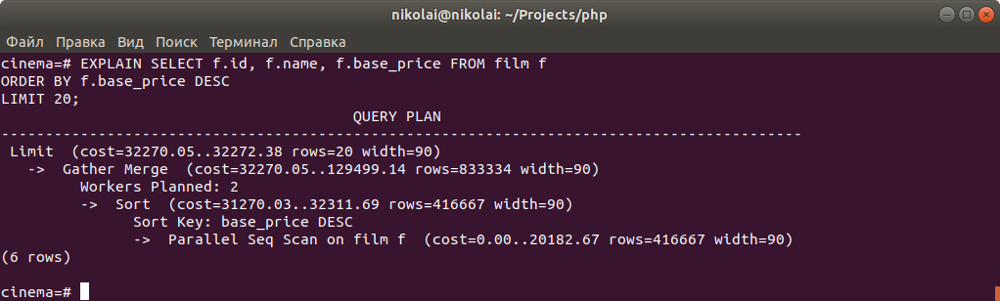 nikolai@nikolai: ~/Projects/php
Файл Правка Вид Поиск Терминал Справка
cinema=# EXPLAIN SELECT f.id, f.name, f.base_price FROM film f
ORDER BY f.base_price DESC
LIMIT 20;
QUERY PLAN
-------------------------------------------------------------------------------------------
Limit  (cost=32270.05..32272.38 rows=20 width=90)
  ->  Gather Merge  (cost=32270.05..129499.14 rows=833334 width=90)
        Workers Planned: 2
        ->  Sort  (cost=31270.03..32311.69 rows=416667 width=90)
              Sort Key: base_price DESC
              ->  Parallel Seq Scan on film f  (cost=0.00..20182.67 rows=416667 width=90)
(6 rows)
cinema=#